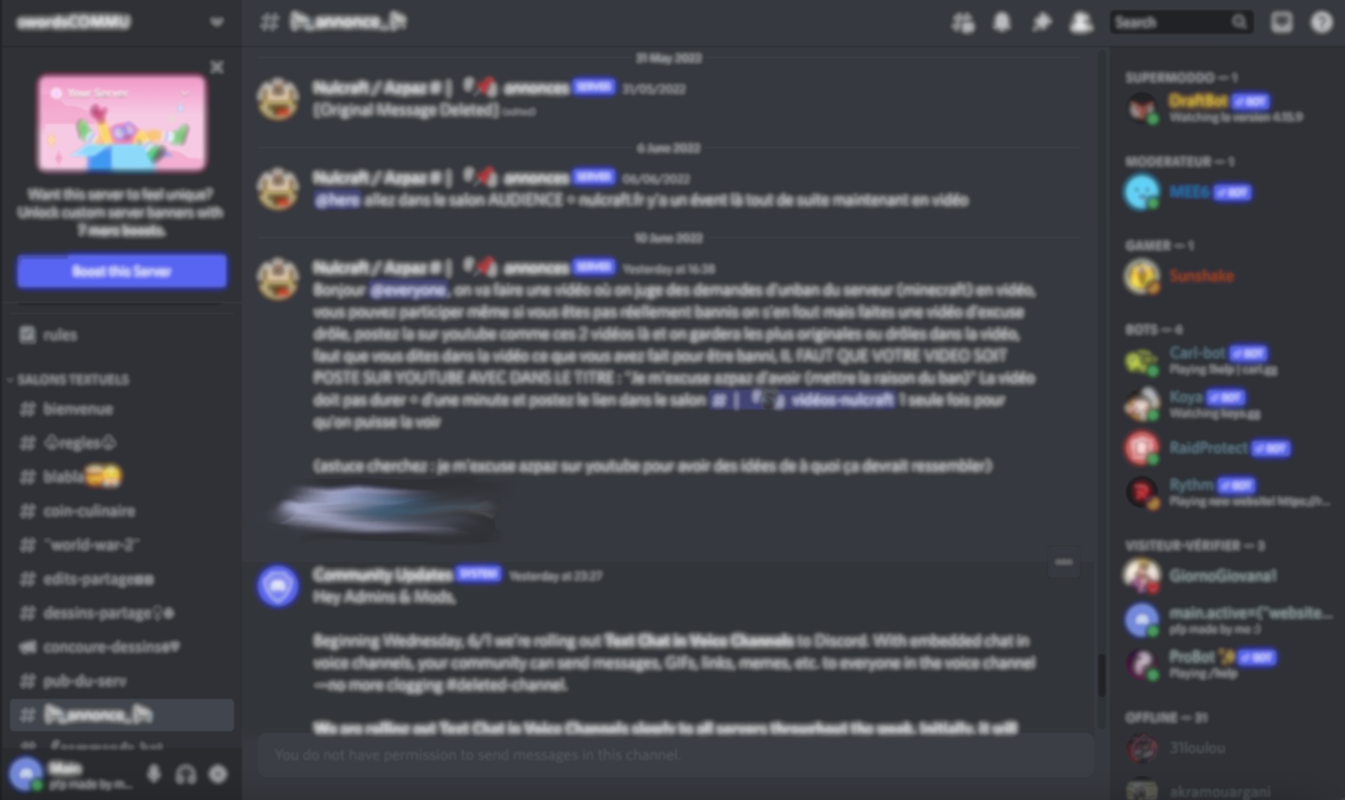 swordsCOMMU
Your Server
Want this server to feel unique?
Unlock custom server banners with
7 more boosts.
Boost this Server
rules
SALONS TEXTUELS
# bienvenue
# regles
# blabla
# coin-culinaire
# "world-war-2"
# edits-partage
# dessins-partage
concoure-dessins
# pub-du-serv
# annonce_
Main
pfp made by m...
# annonce_
31 May 2022
Nulcraft / Azpaz # | annonces SERVER 31/05/2022
[Original Message Deleted] (edited)
6 June 2022
Nulcraft / Azpaz # | annonces SERVER 06/06/2022
@here allez dans le salon AUDIENCE + nulcraft.fr y'a un évent là tout de suite maintenant en vidéo
10 June 2022
Nulcraft / Azpaz # | annonces SERVER Yesterday at 16:38
Bonjour @everyone, on va faire une vidéo où on juge des demandes d'unban du serveur (minecraft) en vidéo,
vous pouvez participer même si vous êtes pas réellement bannis on s'en fout mais faites une vidéo d'excuse
drôle, postez la sur youtube comme ces 2 vidéos là et on gardera les plus originales ou drôles dans la vidéo,
faut que vous dites dans la vidéo ce que vous avez fait pour être banni, IL FAUT QUE VOTRE VIDEO SOIT
POSTE SUR YOUTUBE AVEC DANS LE TITRE : "Je m'excuse azpaz d'avoir (mettre la raison du ban)" La vidéo
doit pas durer + d'une minute et postez le lien dans le salon # | vidéos-nulcraft 1 seule fois pour
qu'on puisse la voir
(astuce cherchez : je m'excuse azpaz sur youtube pour avoir des idées de à quoi ça devrait ressembler)
Community Updates SYSTEM Yesterday at 23:27
Hey Admins & Mods,
Beginning Wednesday, 6/1 we're rolling out Text Chat in Voice Channels to Discord. With embedded chat in
voice channels, your community can send messages, GIFs, links, memes, etc. to everyone in the voice channel
—no more clogging #deleted-channel.
We are rolling out Text Chat in Voice Channels slowly to all servers throughout the week. Initially, it will
You do not have permission to send messages in this channel.
Search
SUPERMODDO — 1
DraftBot BOT
Watching la version 4.15.9
MODERATEUR — 1
MEE6 BOT
GAMER — 1
Sunshake
BOTS — 4
Carl-bot BOT
Playing !help | carl.gg
Koya BOT
Watching koya.gg
RaidProtect BOT
Rythm BOT
Playing new website! https://r...
VISITEUR-VÉRIFIER — 3
GiornoGiovana1
main.active=("website...
pfp made by me :)
ProBot BOT
Playing /help
OFFLINE — 31
31loulou
akramouargani